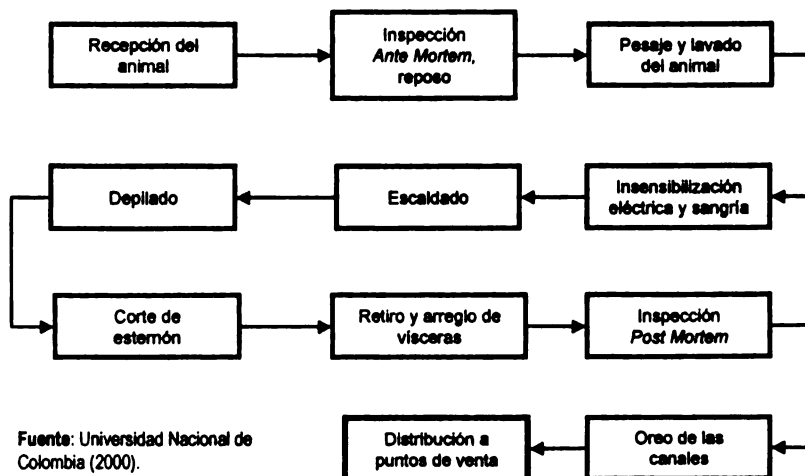 Recepción del
animal
Inspección
Ante Mortem,
reposo
Pesaje y lavado
del animal
Insensibilización
eléctrica y sangría
Escaldado
Depilado
Corte de
esternón
Retiro y arreglo de
vísceras
Inspección
Post Mortem
Oreo de las
canales
Distribución a
puntos de venta
Fuente: Universidad Nacional de
Colombia (2000).